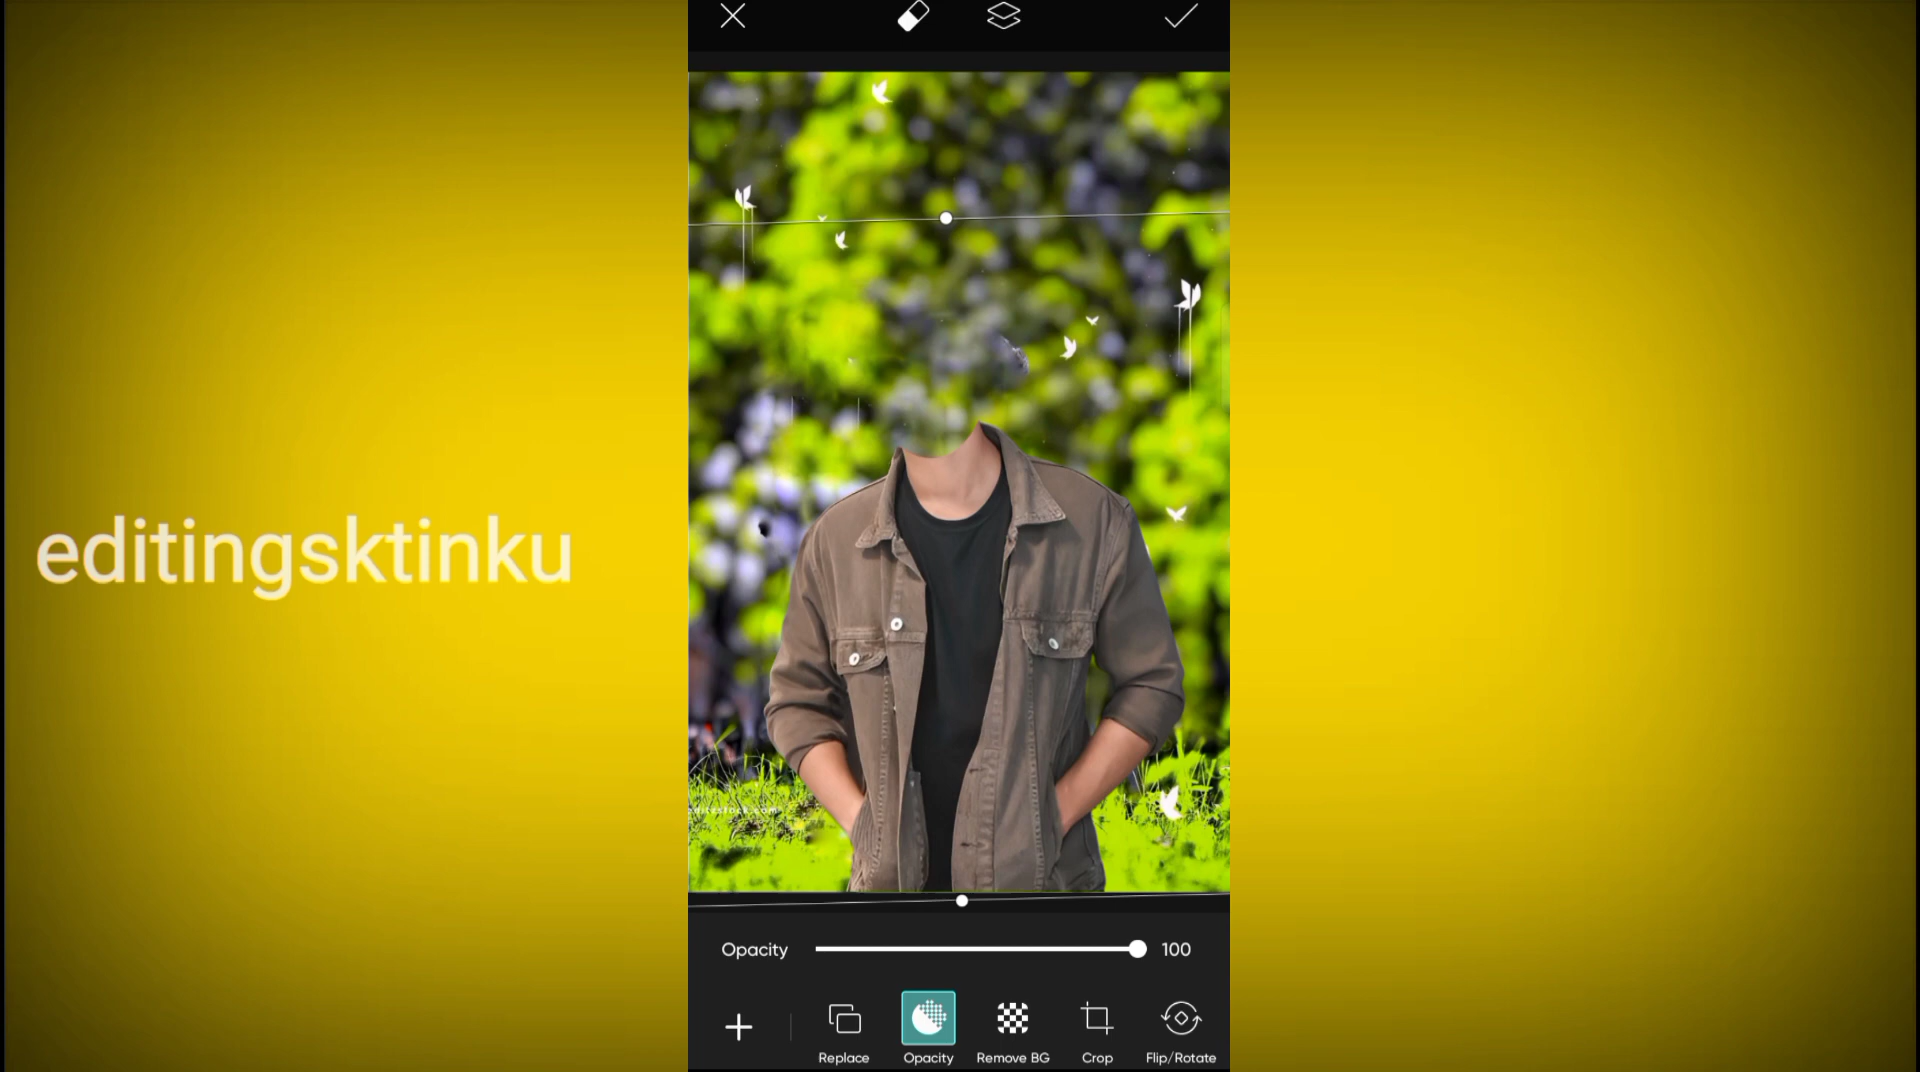 editingsktinku
Opacity 100
Replace
Opacity
Remove BG
Crop
Flip/Rotate